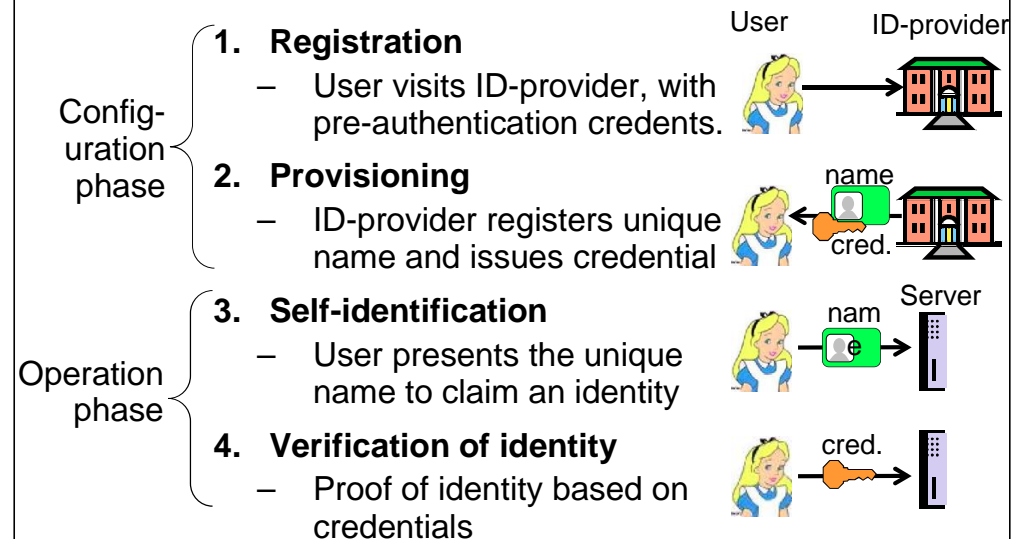 User
ID-provider
1. Registration
– User visits ID-provider, with
pre-authentication credents.
Config-
uration
phase
2. Provisioning
– ID-provider registers unique
name and issues credential
name
cred.
3. Self-identification
– User presents the unique
name to claim an identity
Server
nam
e
Operation
phase
4. Verification of identity
– Proof of identity based on
credentials
cred.